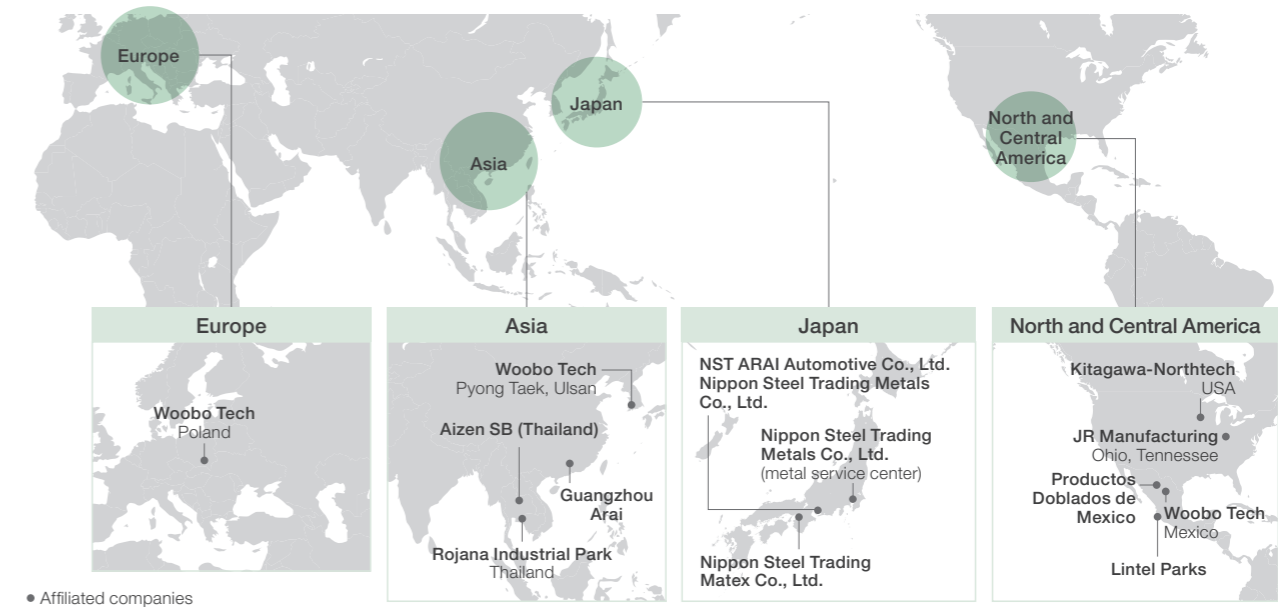 Europe
Japan
Asia
North and
Central
America
Europe
Woobo Tech
Poland
Asia
Woobo Tech
Pyong Taek, Ulsan
Aizen SB (Thailand)
Guangzhou
Arai
Rojana Industrial Park
Thailand
Japan
NST ARAI Automotive Co., Ltd.
Nippon Steel Trading Metals
Co., Ltd.
Nippon Steel Trading
Metals Co., Ltd.
(metal service center)
Nippon Steel Trading
Matex Co., Ltd.
North and Central America
Kitagawa-Northtech
USA
JR Manufacturing
Ohio, Tennessee
Productos
Doblados de
Mexico
Woobo Tech
Mexico
Lintel Parks
● Affiliated companies